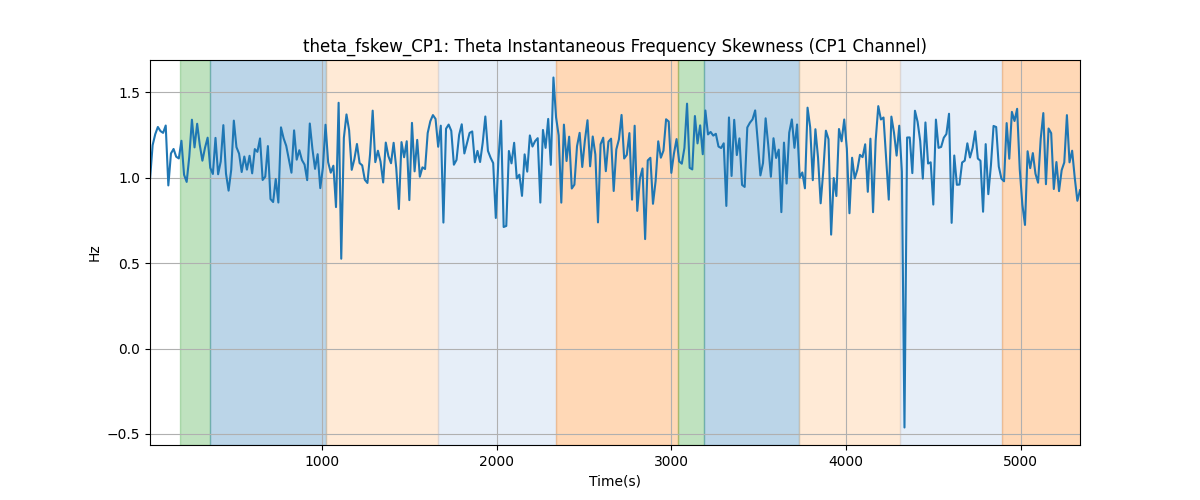 theta_fskew_CP1: Theta Instantaneous Frequency Skewness (CP1 Channel)
1.5
1.0
0.5
0.0
−0.5
Hz
1000 2000 3000 4000 5000
Time(s)